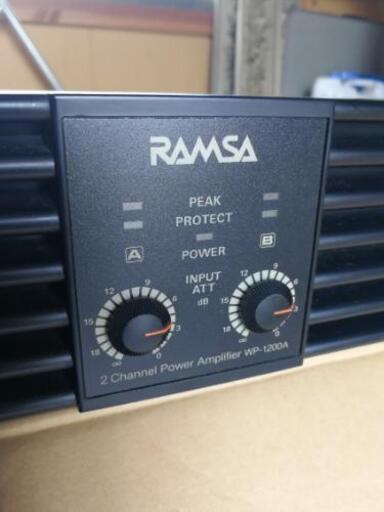 RAMSA
PEAK
PROTECT
A POWER B
INPUT
ATT
dB
∞ 18 15 12 9 6 3 0
∞ 18 15 12 9 6 3 0
2 Channel Power Amplifier WP-1200A